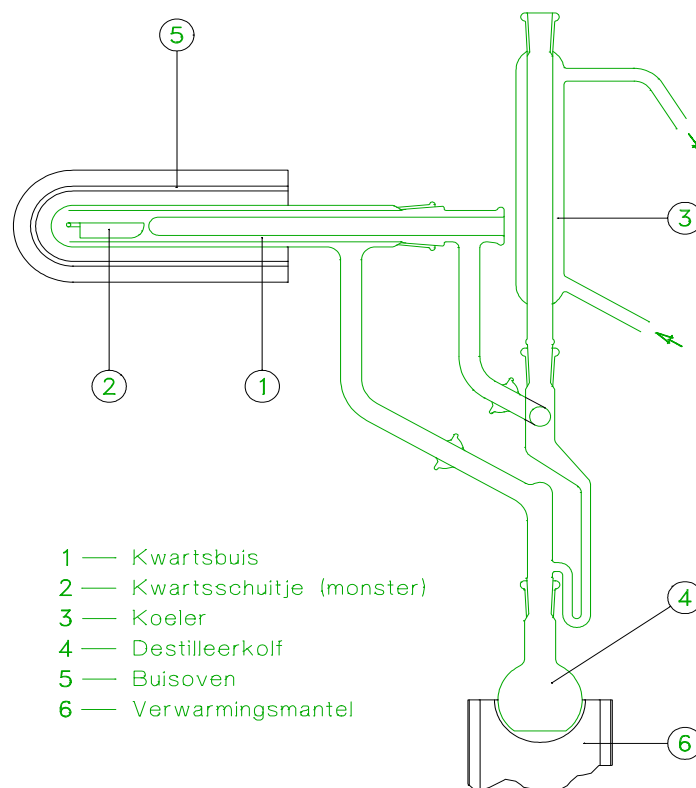 5
3
2
1
1 — Kwartsbuis
2 — Kwartsschuitje (monster)
3 — Koeler
4 — Destilleerkolf
5 — Buisoven
6 — Verwarmingsmantel
4
6